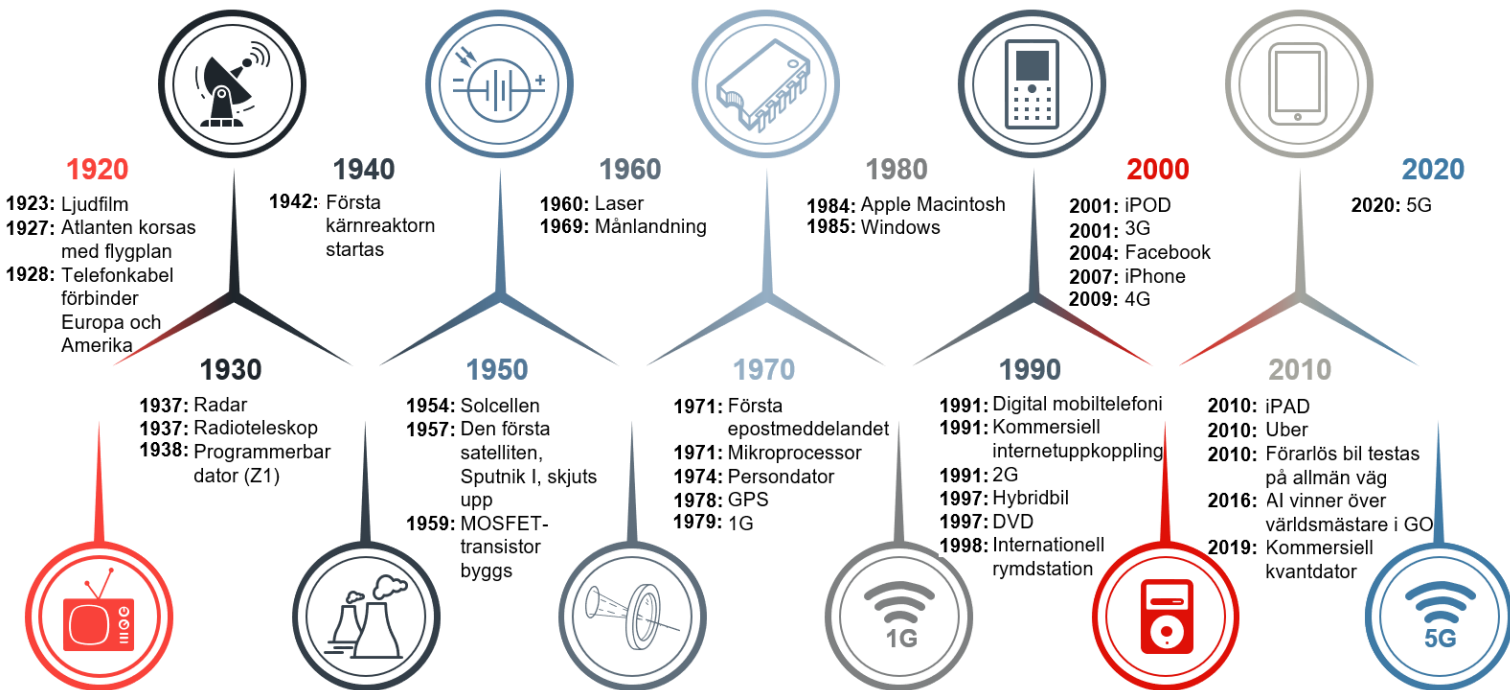 1920
1923: Ljudfilm
1927: Atlanten korsas
med flygplan
1928: Telefonkabel
förbinder
Europa och
Amerika
1930
1937: Radar
1937: Radioteleskop
1938: Programmerbar
dator (Z1)
1940
1942: Första
kärnreaktorn
startas
1950
1954: Solcellen
1957: Den första
satelliten,
Sputnik I, skjuts
upp
1959: MOSFET-
transistor
byggs
1960
1960: Laser
1969: Månlandning
1970
1971: Första
epostmeddelandet
1971: Mikroprocessor
1974: Persondator
1978: GPS
1979: 1G
1980
1984: Apple Macintosh
1985: Windows
1G
1990
1991: Digital mobiltelefoni
1991: Kommersiell
internetuppkoppling
1991: 2G
1997: Hybridbil
1997: DVD
1998: Internationell
rymdstation
2000
2001: iPOD
2001: 3G
2004: Facebook
2007: iPhone
2009: 4G
2010
2010: iPAD
2010: Uber
2010: Förarlös bil testas
på allmän väg
2016: AI vinner över
världsmästare i GO
2019: Kommersiell
kvantdator
2020
2020: 5G
5G